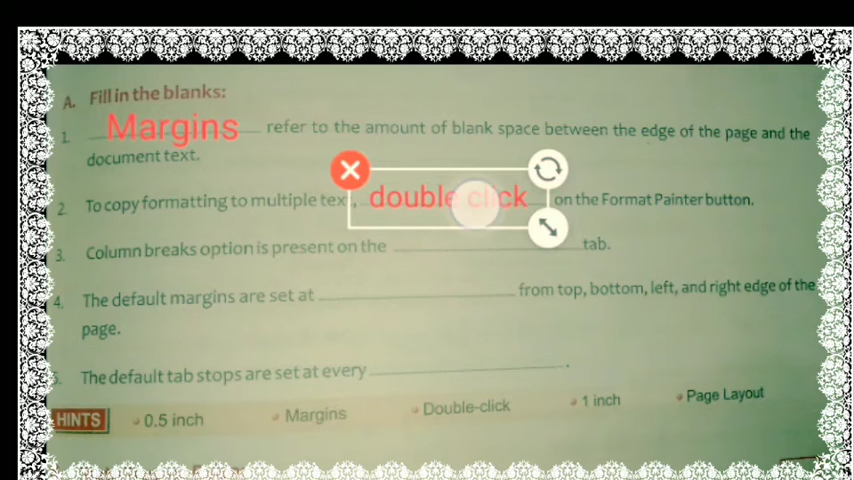 A. Fill in the blanks:
1. Margins refer to the amount of blank space between the edge of the page and the
document text.
2. To copy formatting to multiple text, double click on the Format Painter button.
3. Column breaks option is present on the ____ tab.
4. The default margins are set at ____ from top, bottom, left, and right edge of the
page.
5. The default tab stops are set at every ____.
HINTS • 0.5 inch • Margins • Double-click • 1 inch • Page Layout